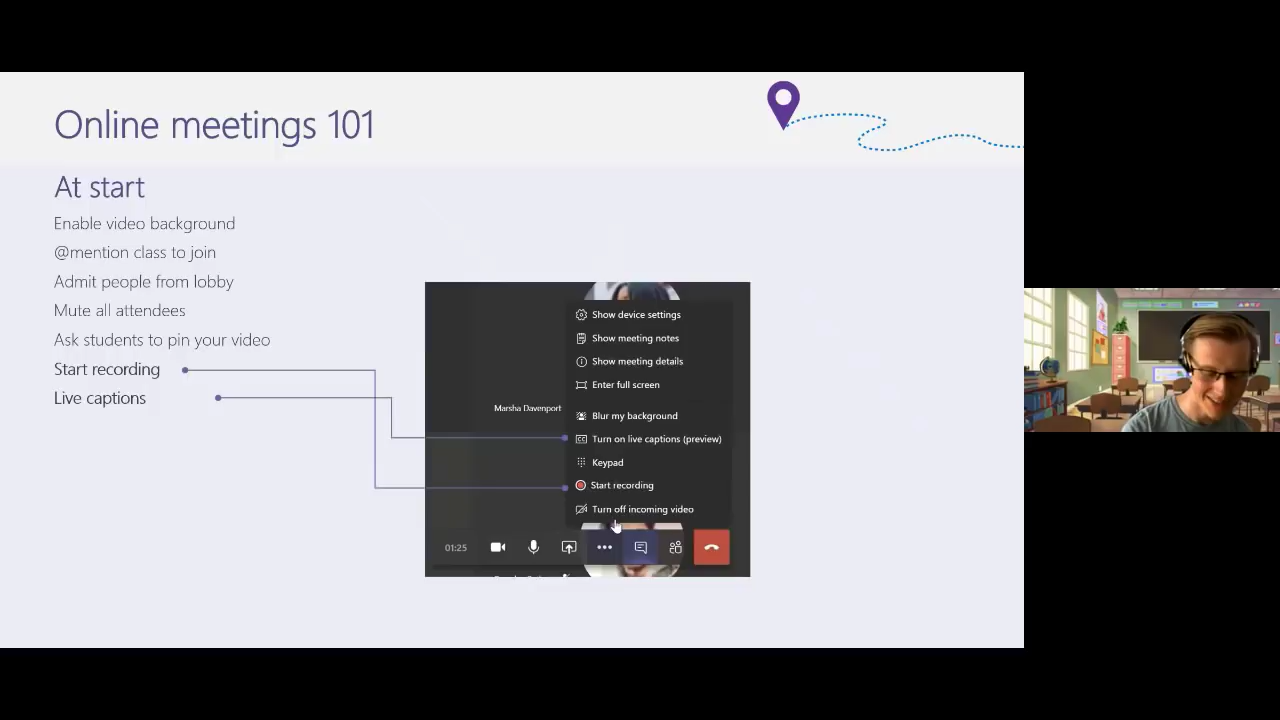 Online meetings 101
At start
Enable video background
@mention class to join
Admit people from lobby
Mute all attendees
Ask students to pin your video
Start recording
Live captions
Show device settings
Show meeting notes
Show meeting details
Enter full screen
Marsha Davenport
Blur my background
CC Turn on live captions (preview)
Keypad
Start recording
Turn off incoming video
01:25